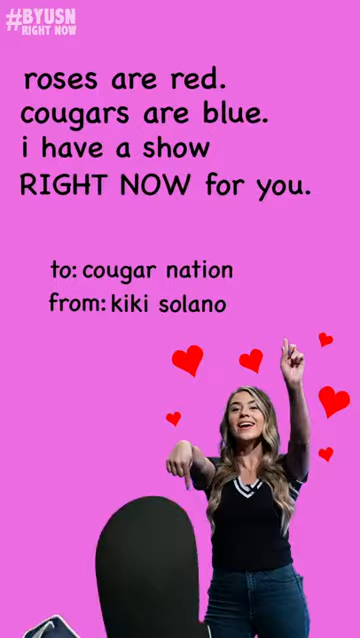 #BYUSN
RIGHT NOW
roses are red.
cougars are blue.
i have a show
RIGHT NOW for you.
to: cougar nation
from: kiki solano